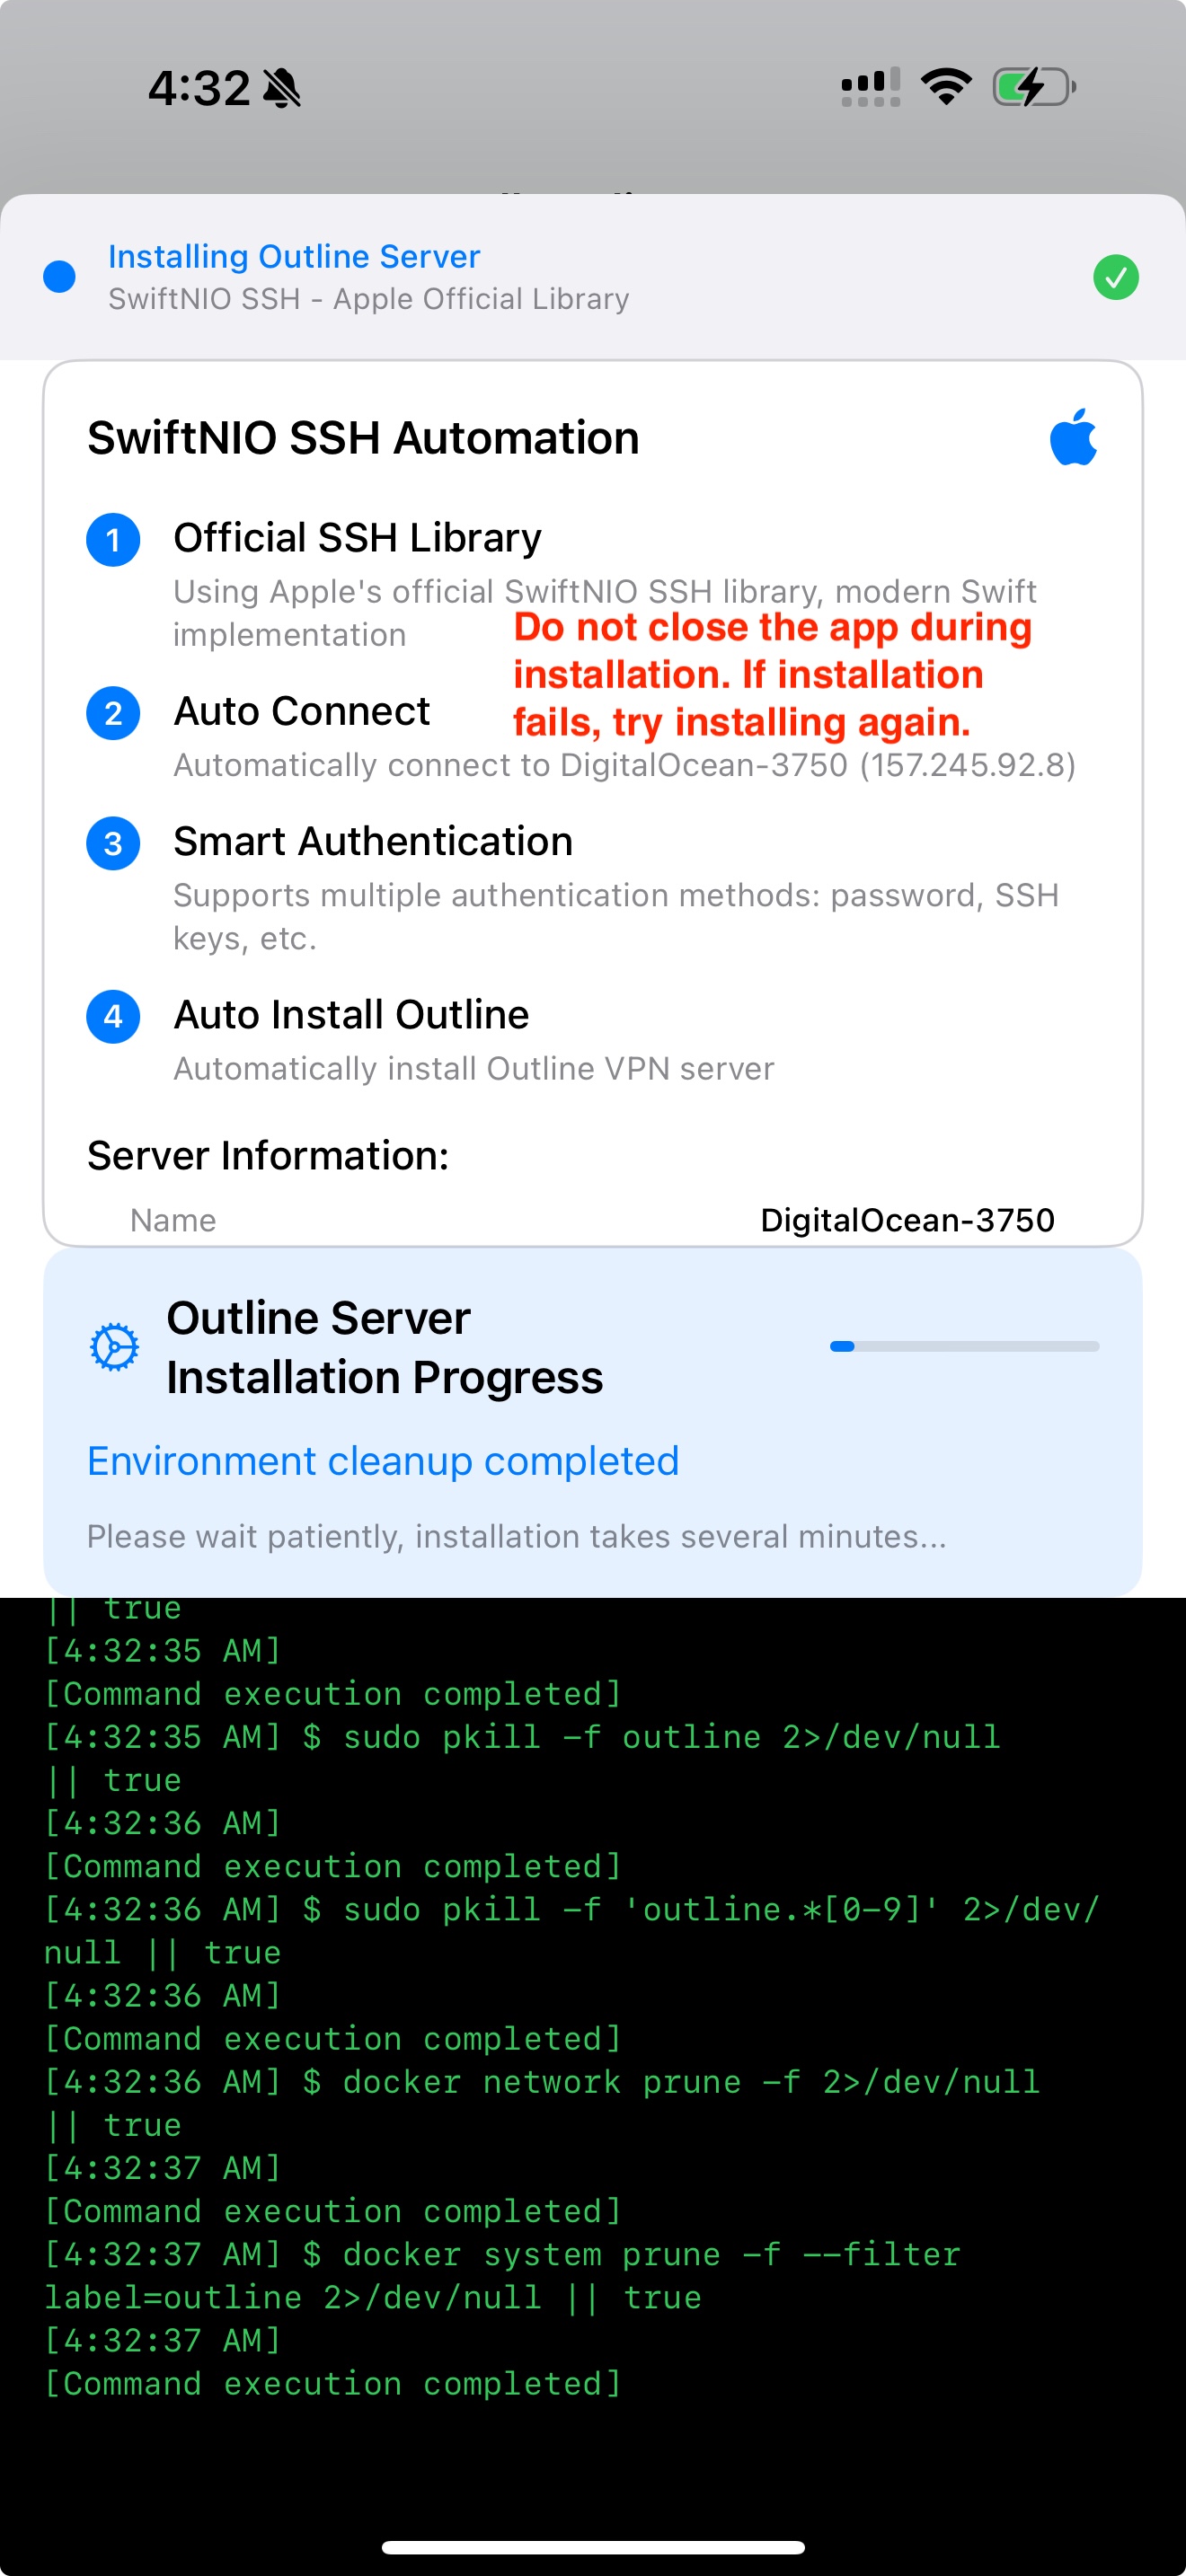 4:32
Installing Outline Server
SwiftNIO SSH - Apple Official Library
SwiftNIO SSH Automation
1 Official SSH Library
Using Apple's official SwiftNIO SSH library, modern Swift
implementation
Do not close the app during
installation. If installation
fails, try installing again.
2 Auto Connect
Automatically connect to DigitalOcean-3750 (157.245.92.8)
3 Smart Authentication
Supports multiple authentication methods: password, SSH
keys, etc.
4 Auto Install Outline
Automatically install Outline VPN server
Server Information:
Name DigitalOcean-3750
Outline Server
Installation Progress
Environment cleanup completed
Please wait patiently, installation takes several minutes...
|| true
[4:32:35 AM]
[Command execution completed]
[4:32:35 AM] $ sudo pkill -f outline 2>/dev/null
|| true
[4:32:36 AM]
[Command execution completed]
[4:32:36 AM] $ sudo pkill -f 'outline.*[0-9]' 2>/dev/
null || true
[4:32:36 AM]
[Command execution completed]
[4:32:36 AM] $ docker network prune -f 2>/dev/null
|| true
[4:32:37 AM]
[Command execution completed]
[4:32:37 AM] $ docker system prune -f --filter
label=outline 2>/dev/null || true
[4:32:37 AM]
[Command execution completed]